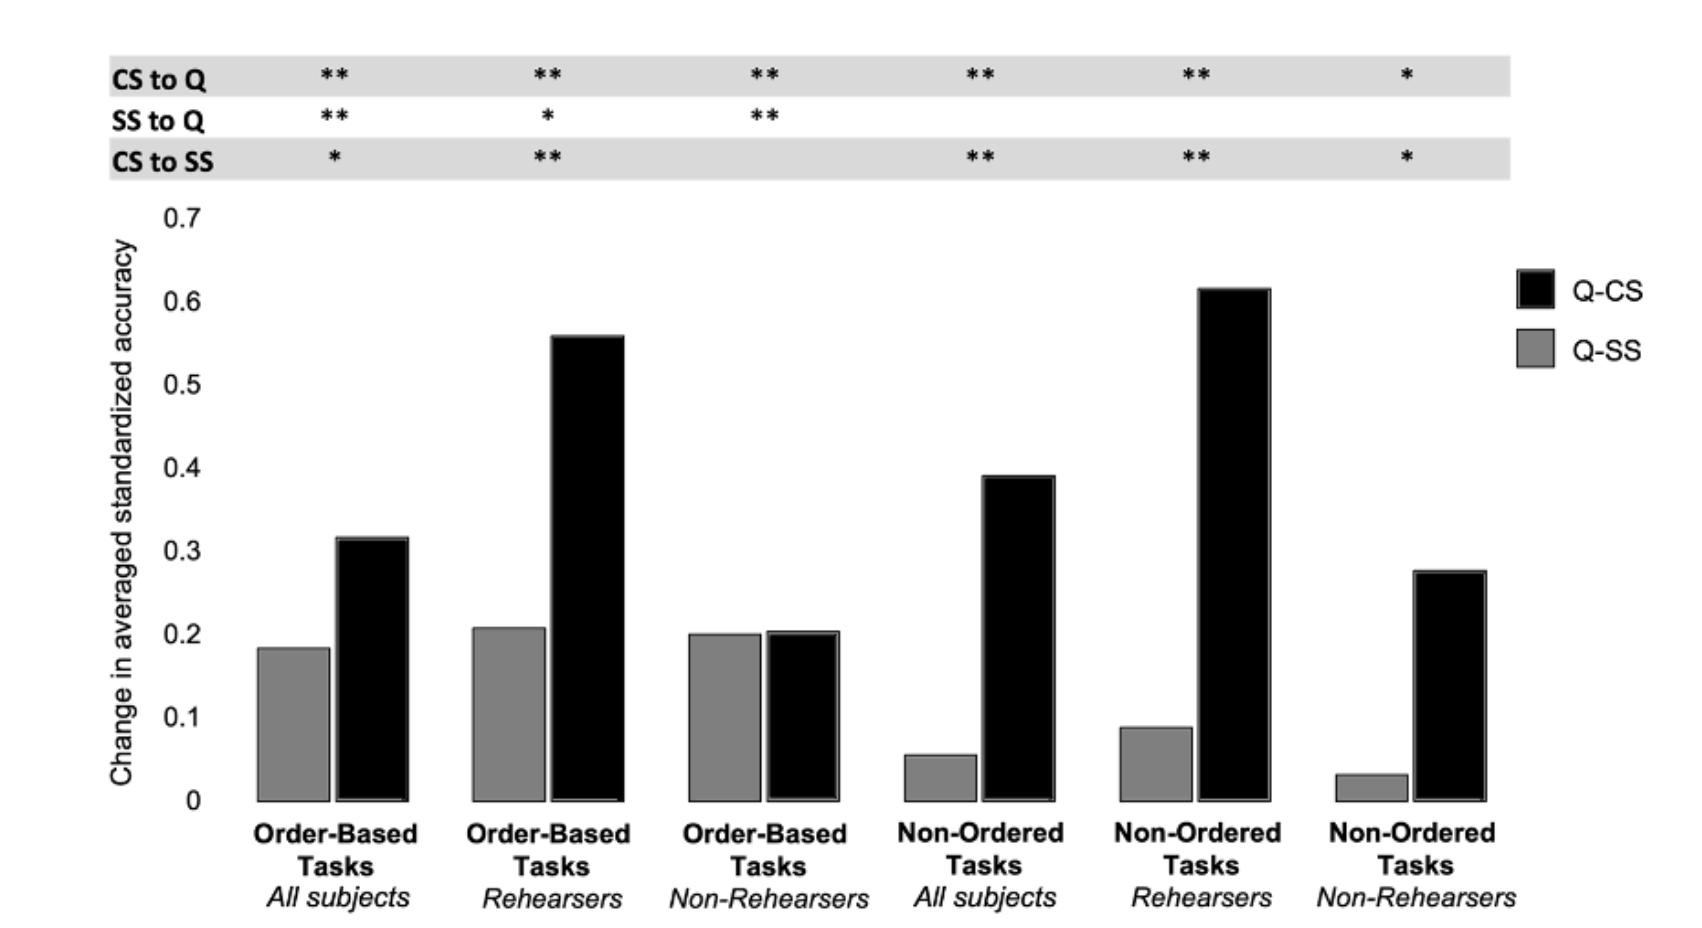 CS to Q ** ** ** ** ** *
SS to Q ** * **
CS to SS * ** ** ** *
Change in averaged standardized accuracy
0.7
0.6
0.5
0.4
0.3
0.2
0.1
0
Q-CS
Q-SS
Order-Based Tasks All subjects
Order-Based Tasks Rehearsers
Order-Based Tasks Non-Rehearsers
Non-Ordered Tasks All subjects
Non-Ordered Tasks Rehearsers
Non-Ordered Tasks Non-Rehearsers